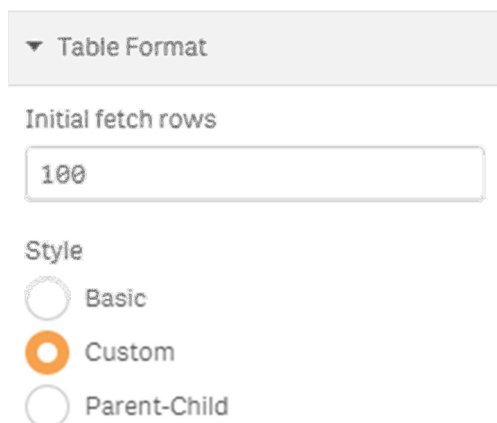 Table Format
Initial fetch rows
100
Style
Basic
Custom
Parent-Child